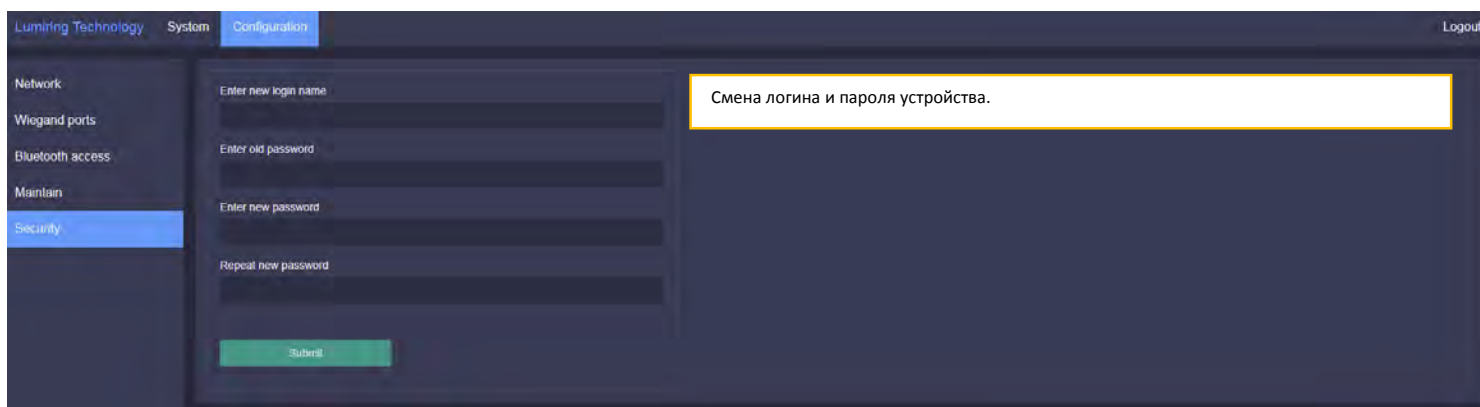 Lumiring Technology System Configuration Logout
Network
Wiegand ports
Bluetooth access
Maintain
Security
Enter new login name
Enter old password
Enter new password
Repeat new password
Submit
Смена логина и пароля устройства.